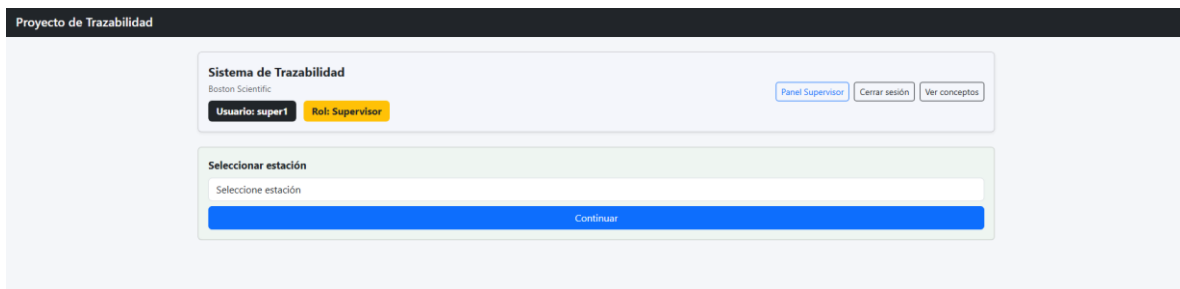 Proyecto de Trazabilidad
Sistema de Trazabilidad
Boston Scientific
Usuario: super1 Rol: Supervisor
Panel Supervisor Cerrar sesión Ver conceptos
Seleccionar estación
Seleccione estación
Continuar